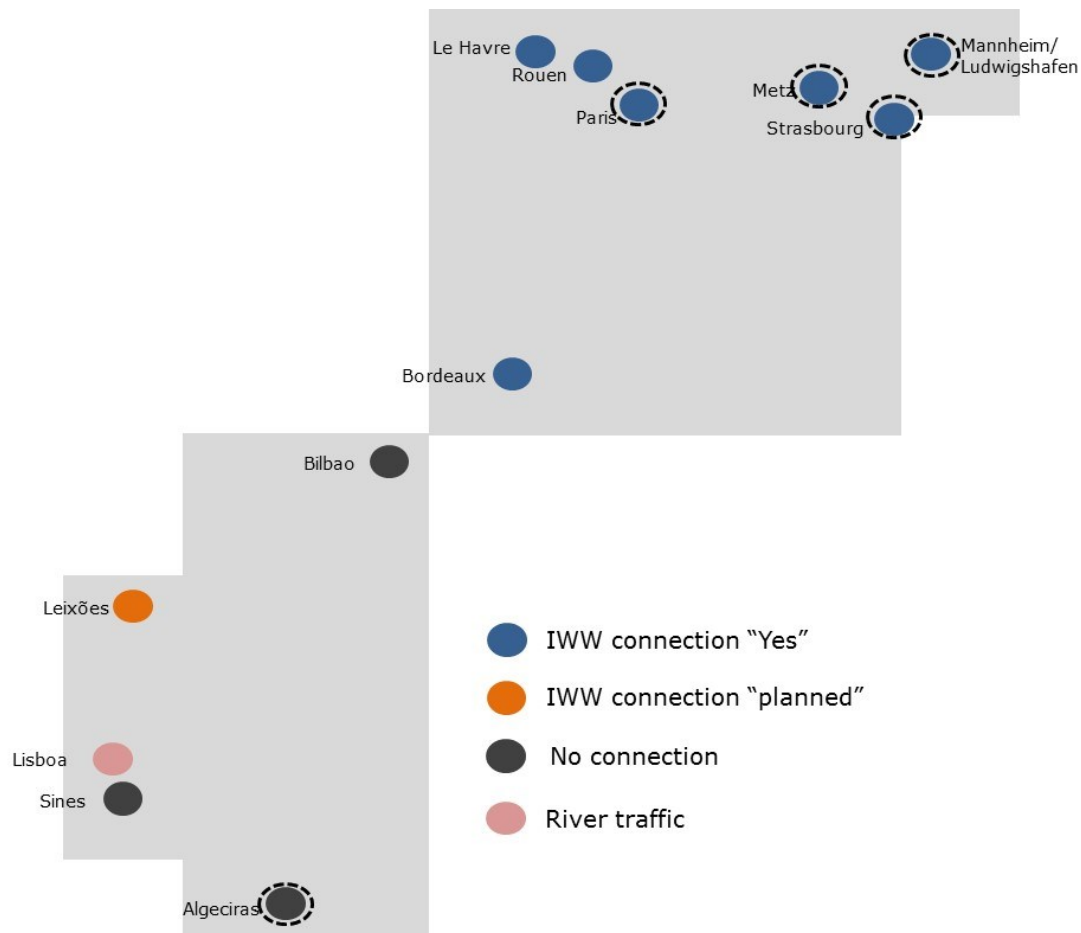 Le Havre
Rouen
Paris
Metz
Strasbourg
Mannheim/
Ludwigshafen
Bordeaux
Bilbao
Leixões
Lisboa
Sines
Algeciras
IWW connection “Yes”
IWW connection “planned”
No connection
River traffic